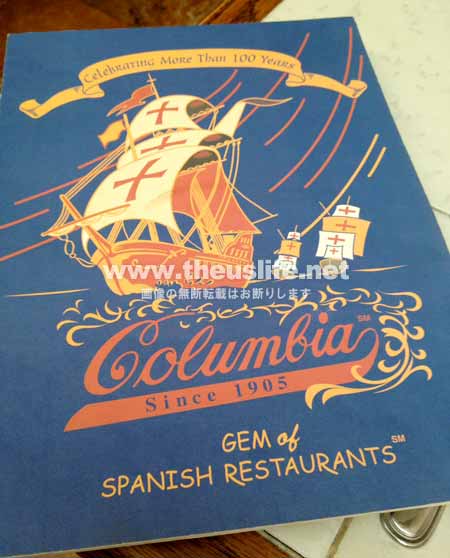 Celebrating More Than 100 Years
www.theuslife.net
画像の無断転載はお断りします
Columbia SM
Since 1905
GEM of
SPANISH RESTAURANTS SM